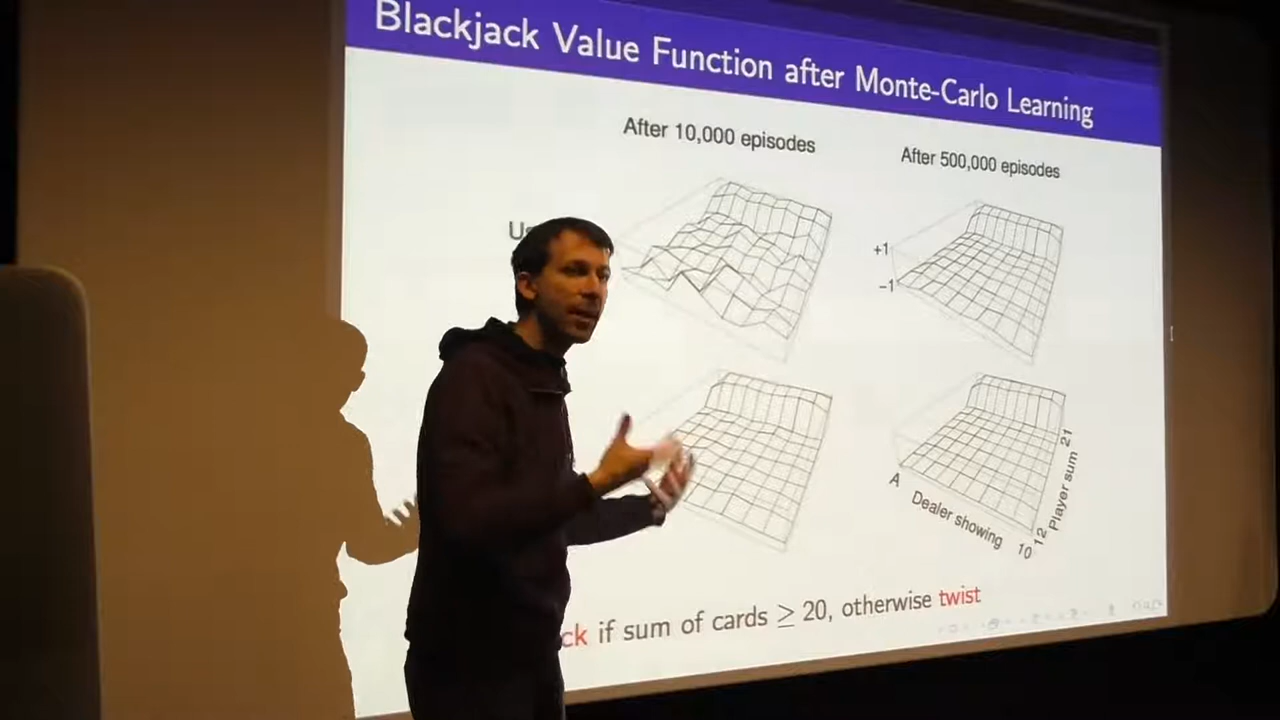 Blackjack Value Function after Monte-Carlo Learning
After 10,000 episodes
After 500,000 episodes
+1
−1
A
Dealer showing
10
12
Player sum
21
ck if sum of cards ≥ 20, otherwise twist